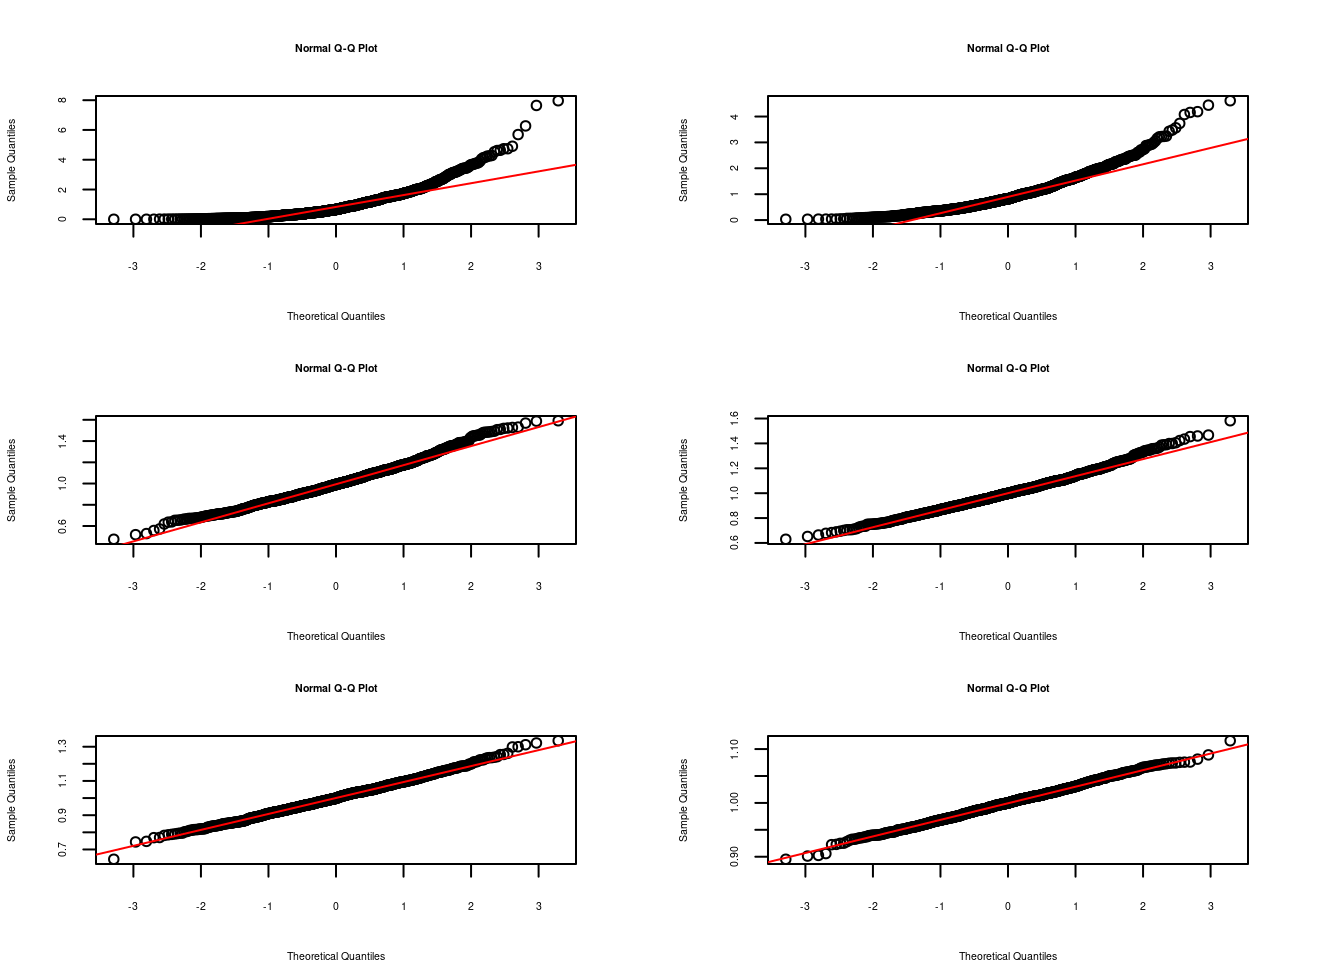 Normal Q-Q Plot
Sample Quantiles
8
6
4
2
0
-3 -2 -1 0 1 2 3
Theoretical Quantiles
Normal Q-Q Plot
Sample Quantiles
4
3
2
1
0
-3 -2 -1 0 1 2 3
Theoretical Quantiles
Normal Q-Q Plot
Sample Quantiles
1.4
1.0
0.6
-3 -2 -1 0 1 2 3
Theoretical Quantiles
Normal Q-Q Plot
Sample Quantiles
1.6
1.4
1.2
1.0
0.8
0.6
-3 -2 -1 0 1 2 3
Theoretical Quantiles
Normal Q-Q Plot
Sample Quantiles
1.3
1.1
0.9
0.7
-3 -2 -1 0 1 2 3
Theoretical Quantiles
Normal Q-Q Plot
Sample Quantiles
1.10
1.00
0.90
-3 -2 -1 0 1 2 3
Theoretical Quantiles